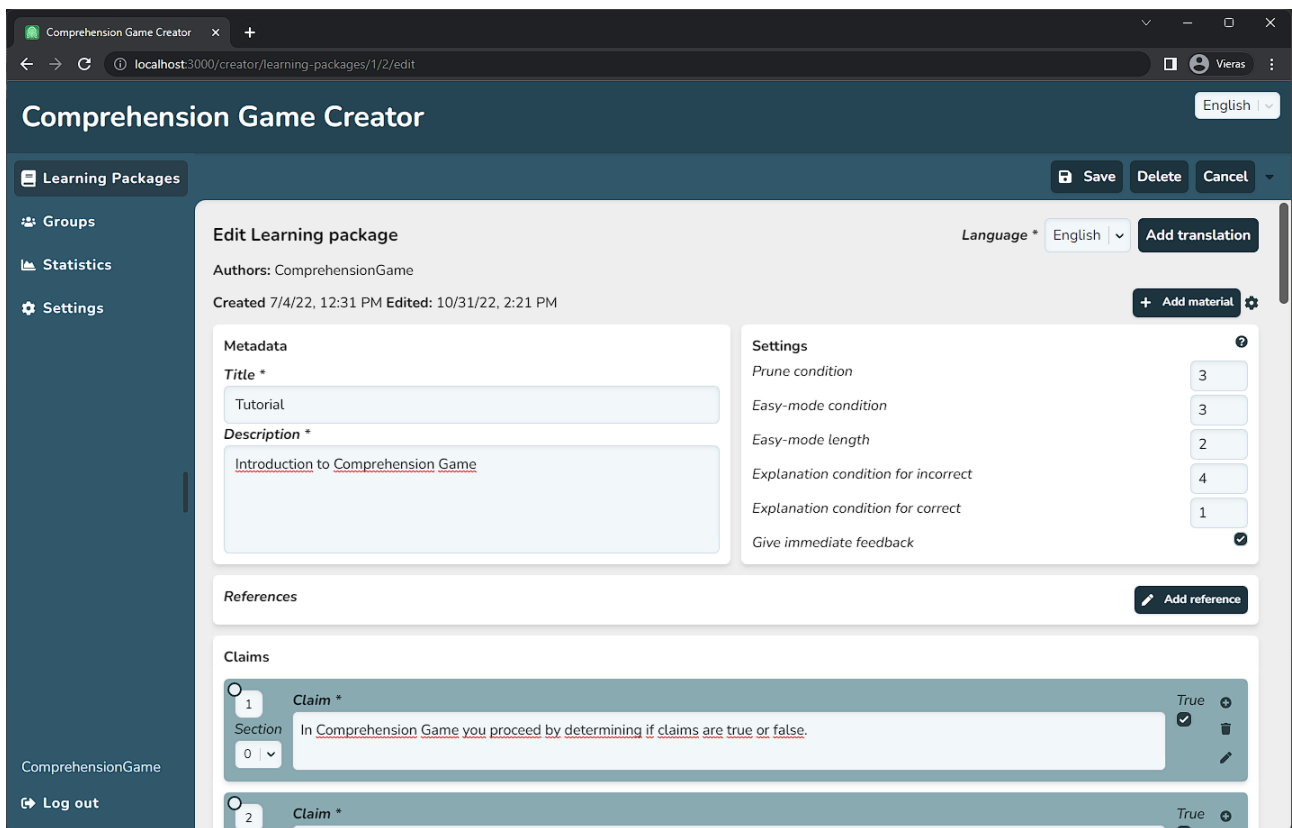 Comprehension Game Creator
localhost:3000/creator/learning-packages/1/2/edit
Vieras
Comprehension Game Creator
English
Learning Packages
Save
Delete
Cancel
Groups
Statistics
Settings
Edit Learning package
Language *
English
Add translation
Authors: ComprehensionGame
Created 7/4/22, 12:31 PM Edited: 10/31/22, 2:21 PM
+ Add material
Metadata
Title *
Tutorial
Description *
Introduction to Comprehension Game
Settings
Prune condition
3
Easy-mode condition
3
Easy-mode length
2
Explanation condition for incorrect
4
Explanation condition for correct
1
Give immediate feedback
References
Add reference
Claims
1
Claim *
True
Section
In Comprehension Game you proceed by determining if claims are true or false.
0
2
Claim *
True
ComprehensionGame
Log out